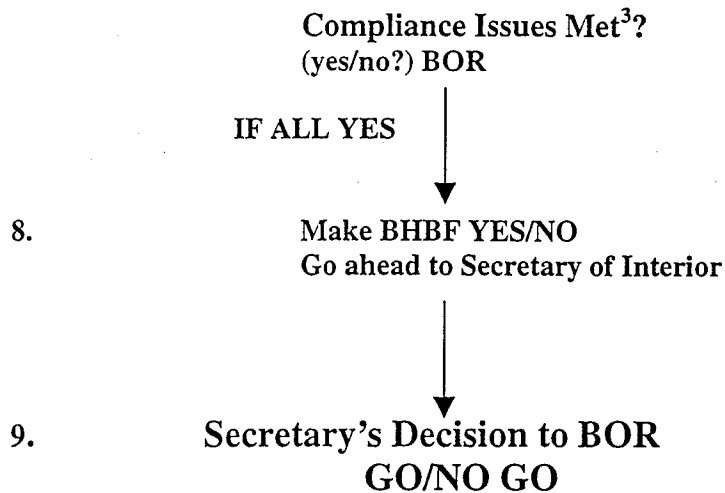 Compliance Issues Met³?
(yes/no?) BOR
IF ALL YES
8. Make BHBF YES/NO
Go ahead to Secretary of Interior
9. Secretary's Decision to BOR
GO/NO GO